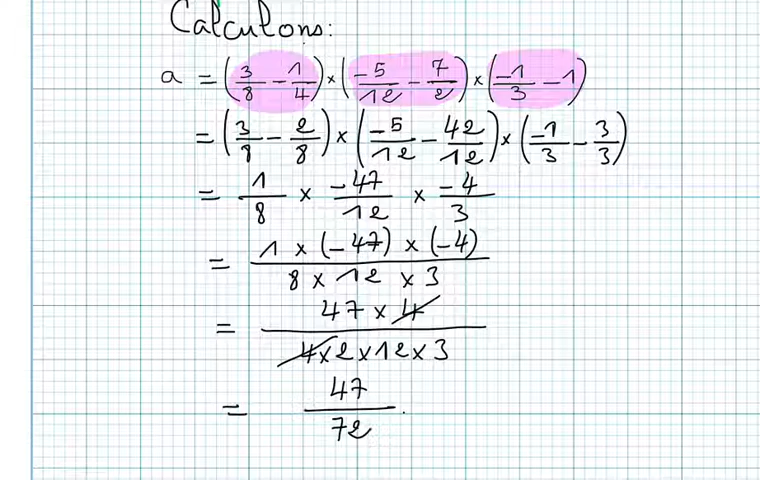 Calculons:
a = (3/8 - 1/4) × (-5/12 - 7/2) × (-1/3 - 1)
= (3/8 - 2/8) × (-5/12 - 42/12) × (-1/3 - 3/3)
= 1/8 × -47/12 × -4/3
= 1 × (-47) × (-4) / 8 × 12 × 3
= 47 × 4 / 4 × 2 × 12 × 3
= 47/72.